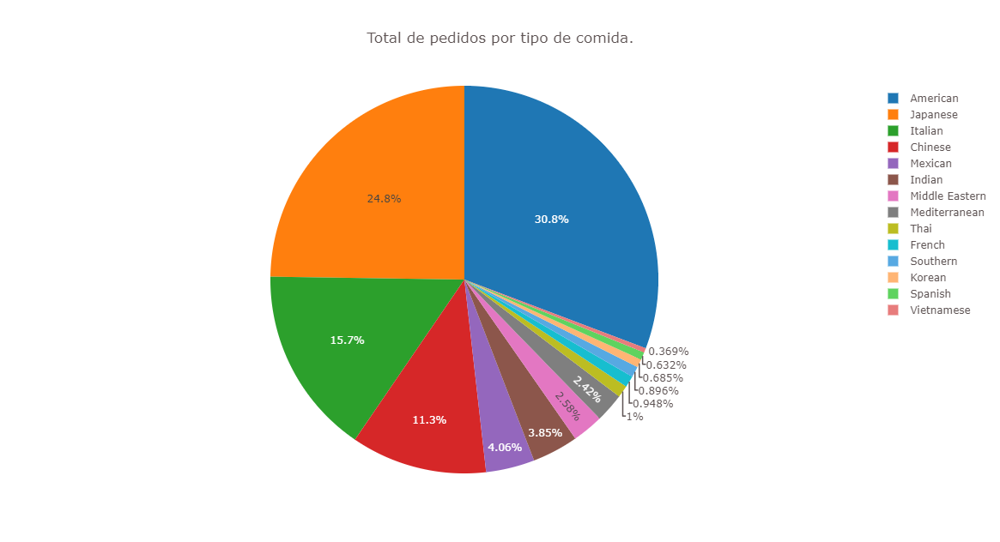 Total de pedidos por tipo de comida.
American
Japanese
Italian
Chinese
Mexican
Indian
Middle Eastern
Mediterranean
Thai
French
Southern
Korean
Spanish
Vietnamese
24.8%
30.8%
15.7%
11.3%
4.06%
3.85%
2.58%
2.42%
0.369%
0.632%
0.685%
0.896%
0.948%
1%